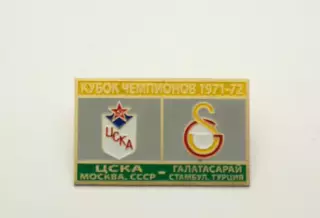 КУБОК ЧЕМПИОНОВ 1971-72
ЦСКА
ЦСКА - ГАЛАТАСАРАЙ
МОСКВА, СССР СТАМБУЛ, ТУРЦИЯ